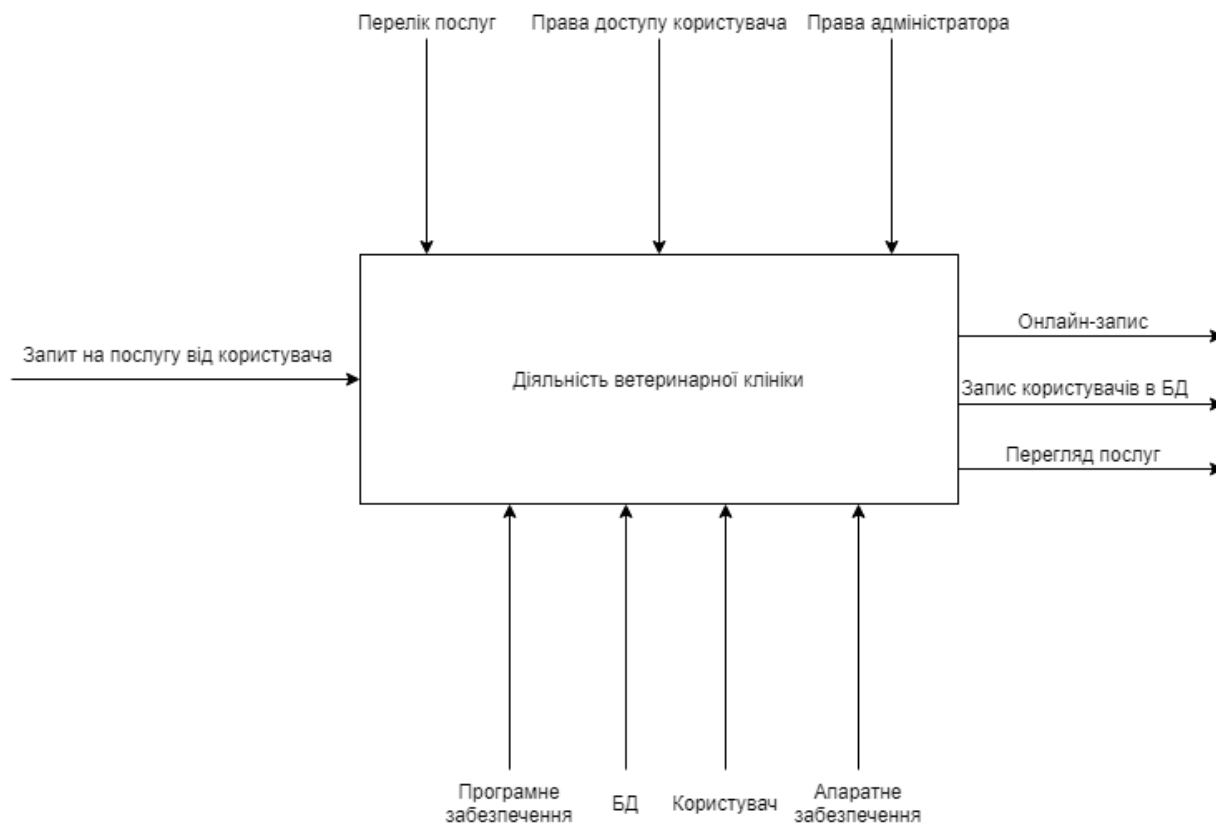 Перелік послуг
Права доступу користувача
Права адміністратора
Запит на послугу від користувача
Діяльність ветеринарної клініки
Онлайн-запис
Запис користувачів в БД
Перегляд послуг
Програмне
забезпечення
БД
Користувач
Апаратне
забезпечення